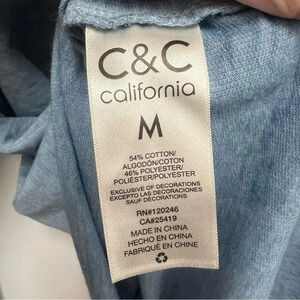 C&C
california
M
54% COTTON/
ALGODÓN/COTON
46% POLYESTER/
POLIÉSTER/POLYESTER
EXCLUSIVE OF DECORATIONS
EXCEPTO LAS DECORACIONES
SAUF DÉCORATIONS
RN#120246
CA#25419
MADE IN CHINA
HECHO EN CHINA
FABRIQUÉ EN CHINE